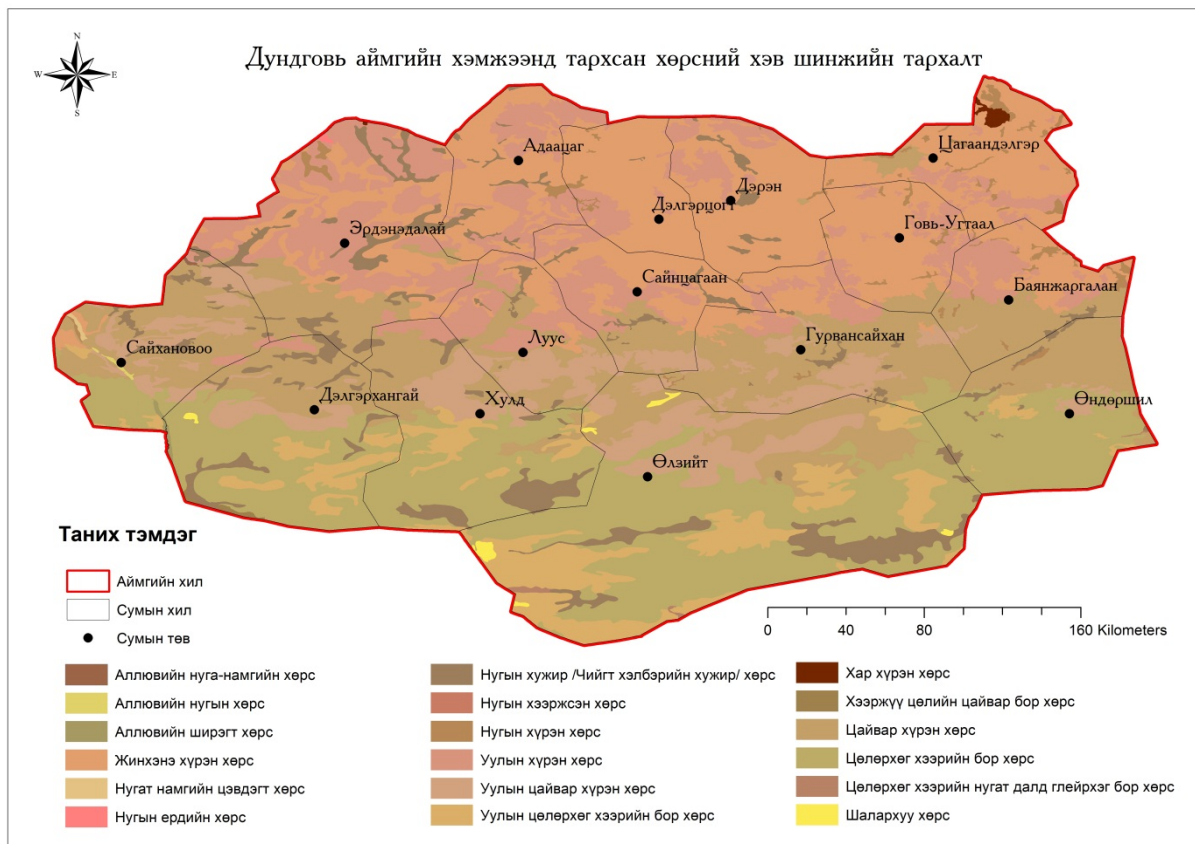 N
W E
S
Дундговь аймгийн хэмжээнд тархсан хөрсний хэв шинжийн тархалт
Адаацаг
Цагаандэлгэр
Дэрэн
Дэлгэрцогт
Эрдэнэдалай
Говь-Угтаал
Сайнцагаан
Баянжаргалан
Сайхановоо
Луус
Гурвансайхан
Дэлгэрхангай
Хулд
Өндөршил
Өлзийт
Таних тэмдэг
Аймгийн хил
Сумын хил
Сумын төв
0 40 80 120 160 Kilometers
Аллювийн нуга-намгийн хөрс
Аллювийн нугын хөрс
Аллювийн ширэгт хөрс
Жинхэнэ хүрэн хөрс
Нугат намгийн цэвдэгт хөрс
Нугын ердийн хөрс
Нугын хужир /Чийгт хэлбэрийн хужир/ хөрс
Нугын хээржсэн хөрс
Нугын хүрэн хөрс
Уулын хүрэн хөрс
Уулын цайвар хүрэн хөрс
Уулын цөлөрхөг хээрийн бор хөрс
Хар хүрэн хөрс
Хээржүү цөлийн цайвар бор хөрс
Цайвар хүрэн хөрс
Цөлөрхөг хээрийн бор хөрс
Цөлөрхөг хээрийн нугат далд глейрхэг бор хөрс
Шалархуу хөрс